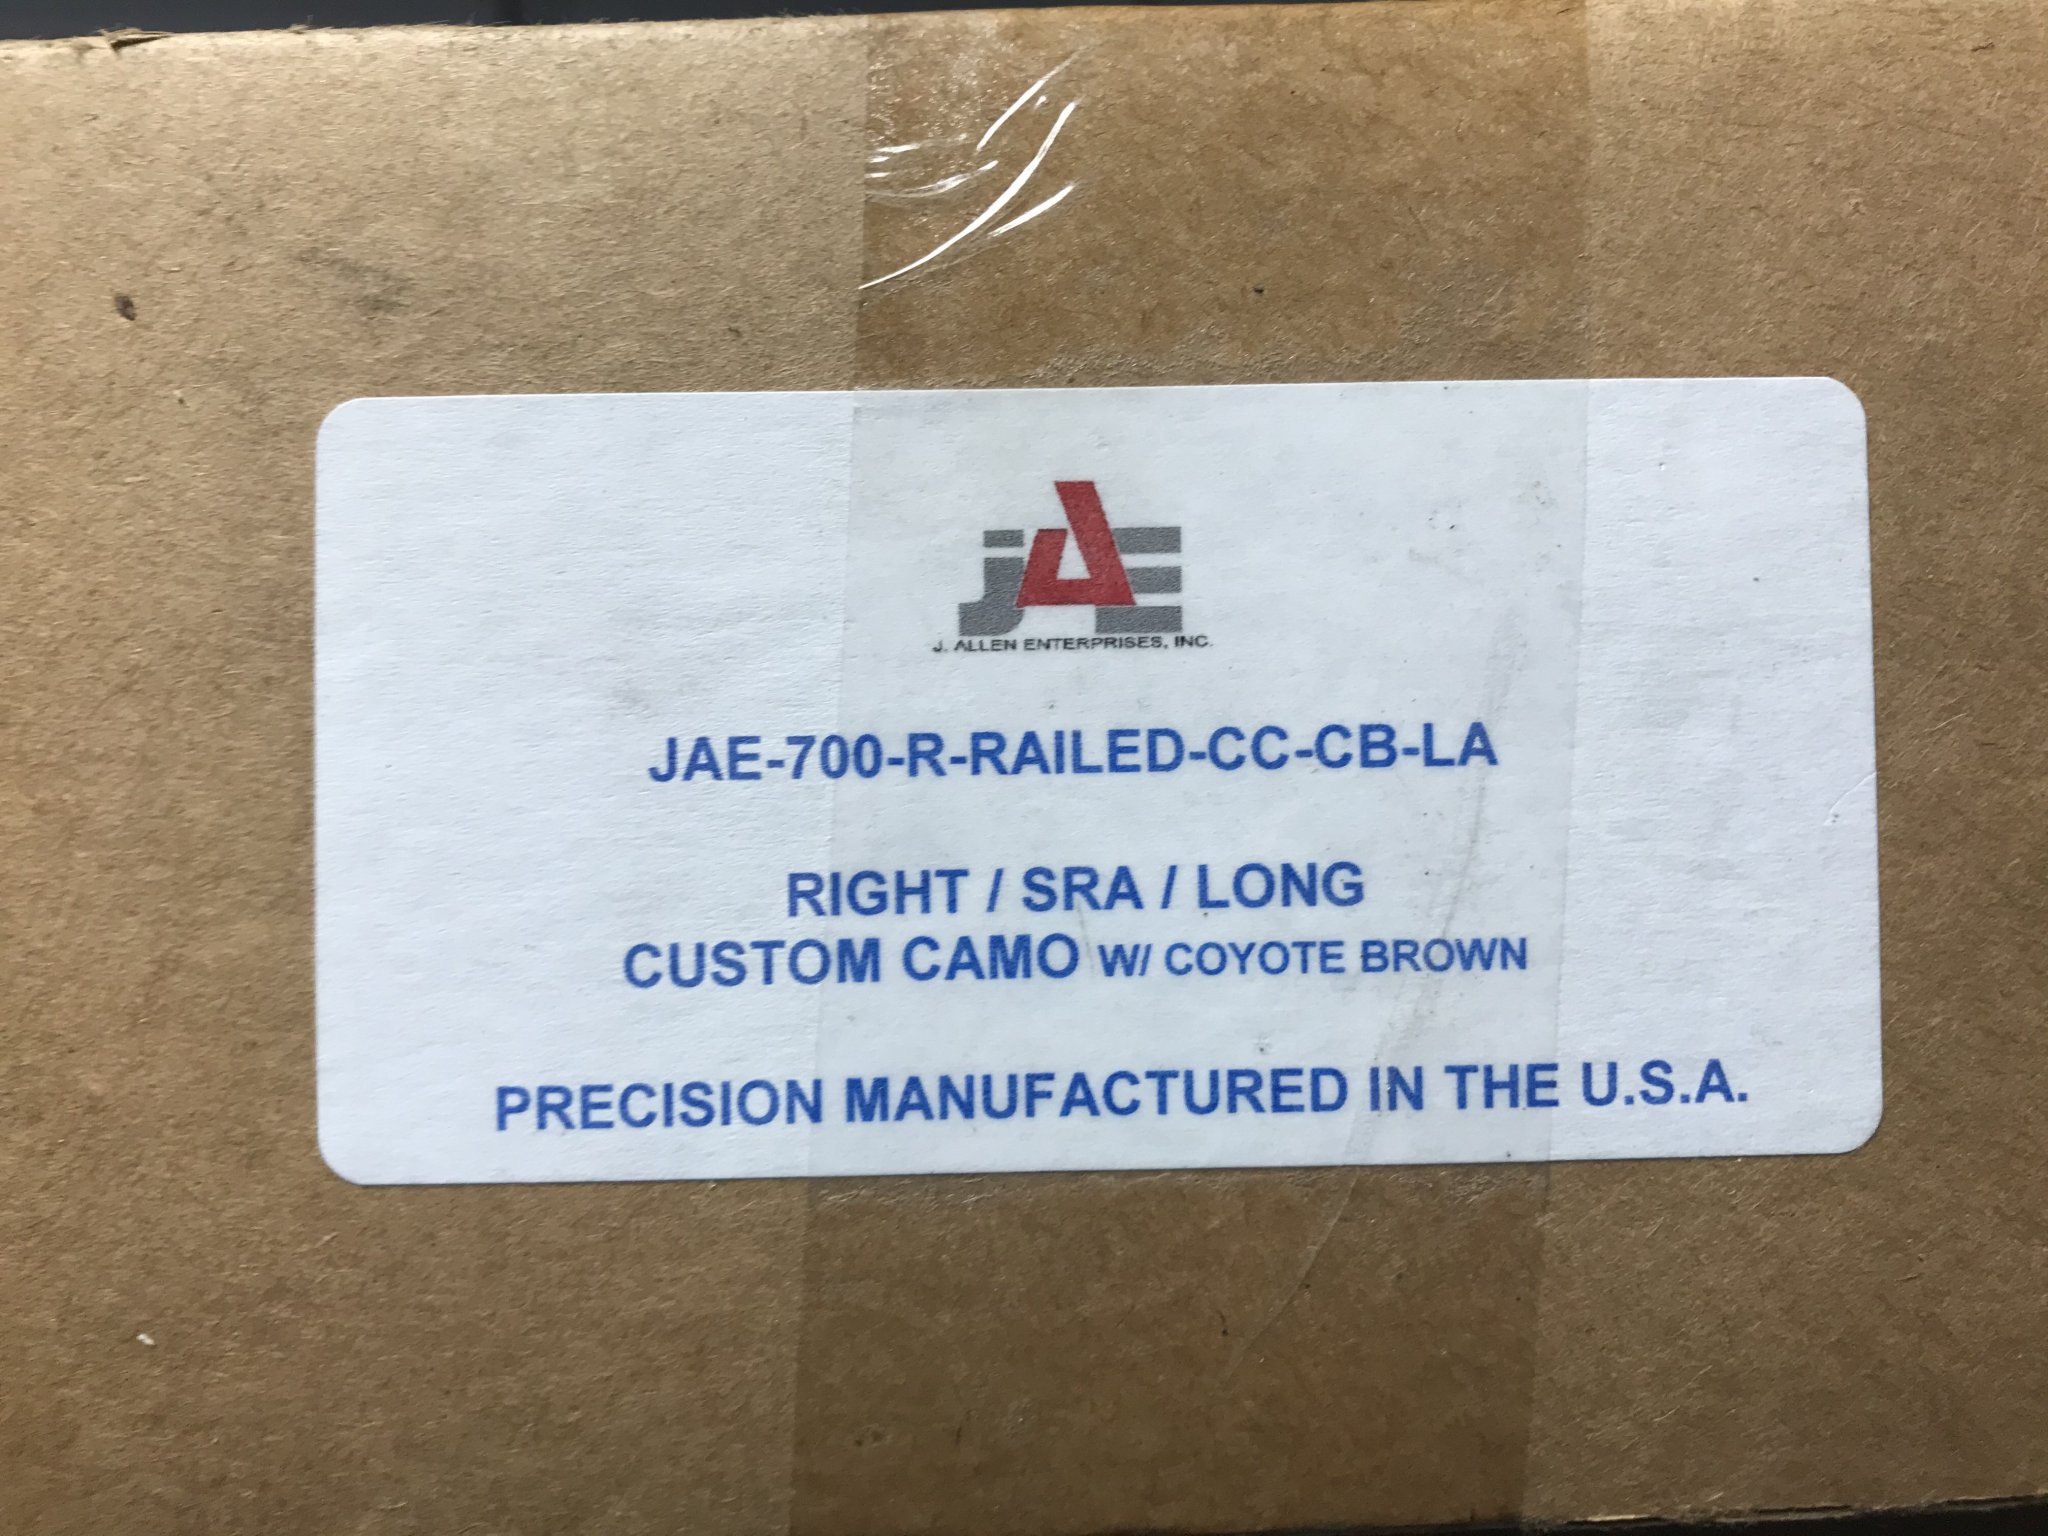 JAE
J. ALLEN ENTERPRISES, INC.
JAE-700-R-RAILED-CC-CB-LA
RIGHT / SRA / LONG
CUSTOM CAMO W/ COYOTE BROWN
PRECISION MANUFACTURED IN THE U.S.A.